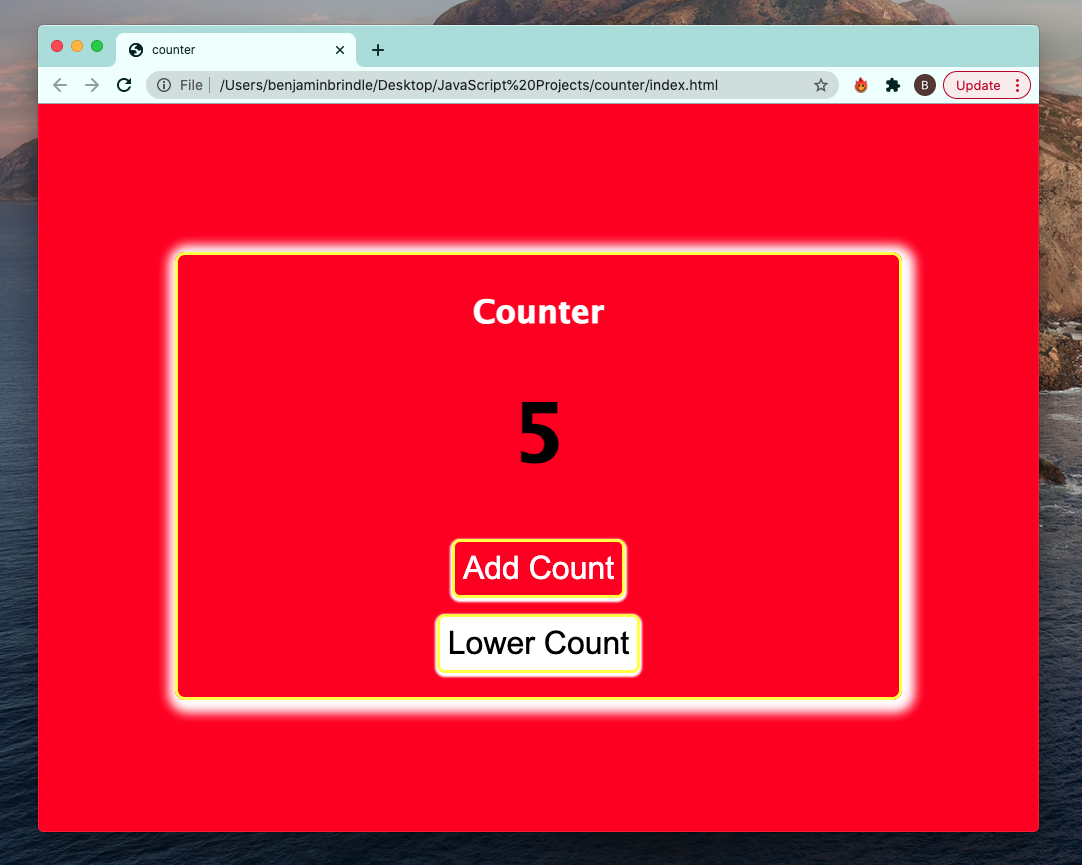 counter
File
/Users/benjaminbrindle/Desktop/JavaScript%20Projects/counter/index.html
B
Update
Counter
5
Add Count
Lower Count